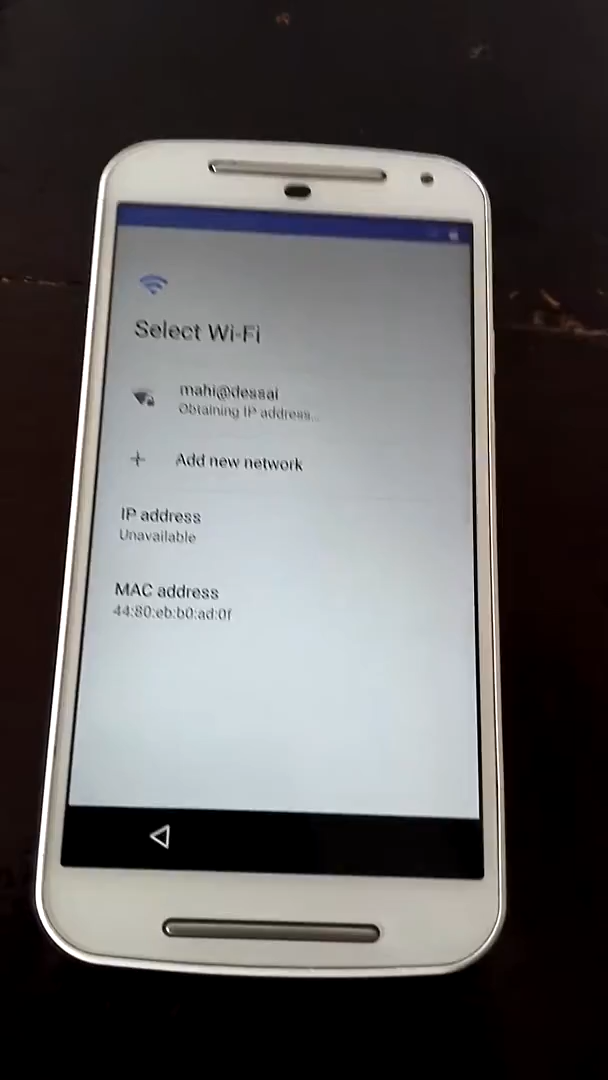 Select Wi-Fi
mahi@dessai
Obtaining IP address...
Add new network
IP address
Unavailable
MAC address
44:80:eb:b0:ad:0f